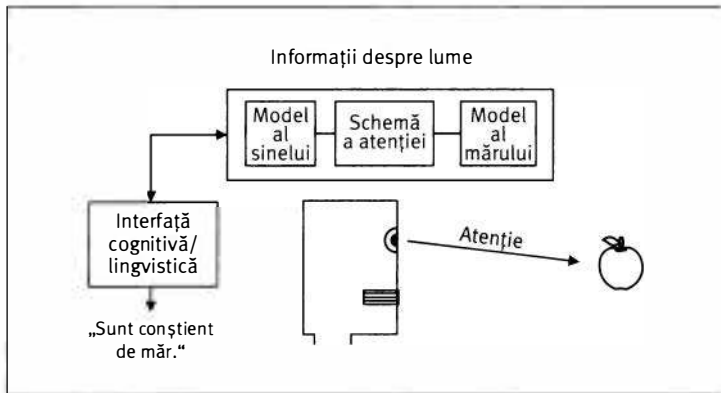 Informații despre lume
Model
al
sinelui
Schemă
a atenției
Model
al
mărului
Interfață
cognitivă/
lingvistică
Atenție
„Sunt conștient
de măr.“